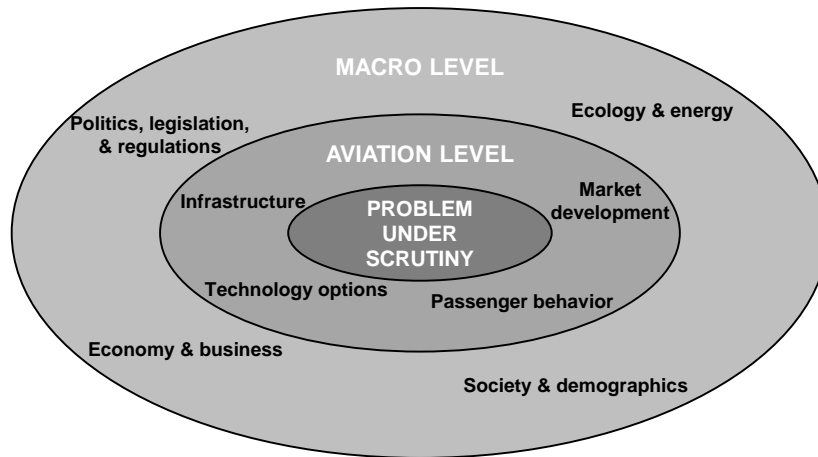 MACRO LEVEL
Ecology & energy
Politics, legislation,
& regulations
AVIATION LEVEL
Infrastructure
Market
development
PROBLEM
UNDER
SCRUTINY
Technology options
Passenger behavior
Economy & business
Society & demographics